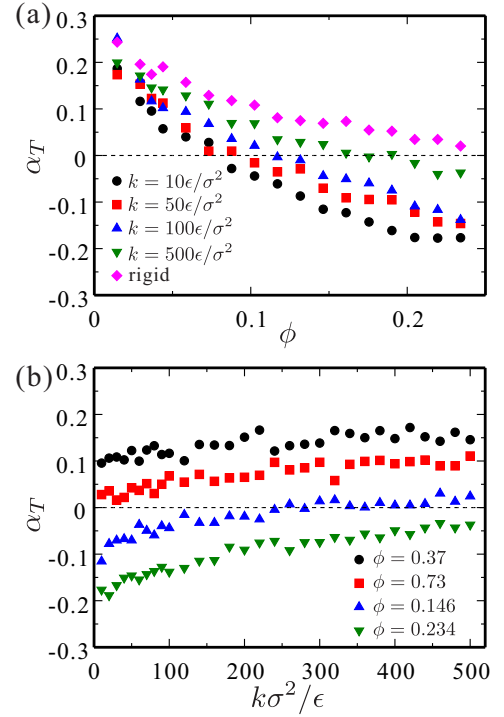 (a)
0.3
0.2
0.1
0
-0.1
-0.2
-0.3
α_T
k = 10ϵ/σ²
k = 50ϵ/σ²
k = 100ϵ/σ²
k = 500ϵ/σ²
rigid
0 0.1 0.2
ϕ
(b)
0.3
0.2
0.1
0
-0.1
-0.2
-0.3
α_T
ϕ = 0.37
ϕ = 0.73
ϕ = 0.146
ϕ = 0.234
0 100 200 300 400 500
kσ²/ϵ